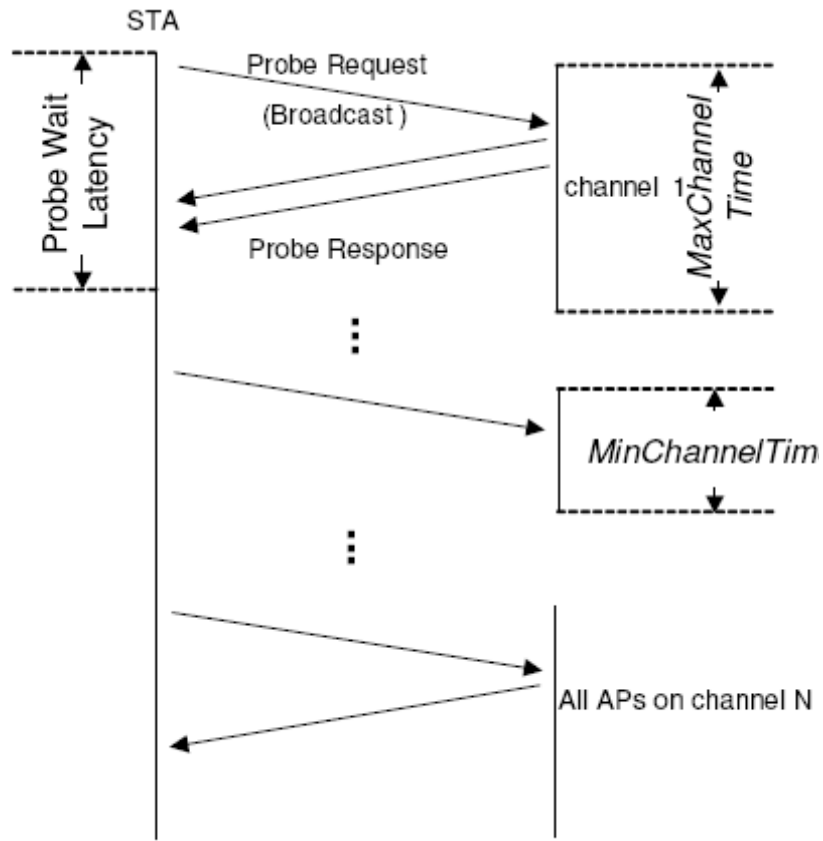 STA
Probe Request
(Broadcast )
Probe Wait
Latency
channel 1
MaxChannel
Time
Probe Response
MinChannelTim
All APs on channel N